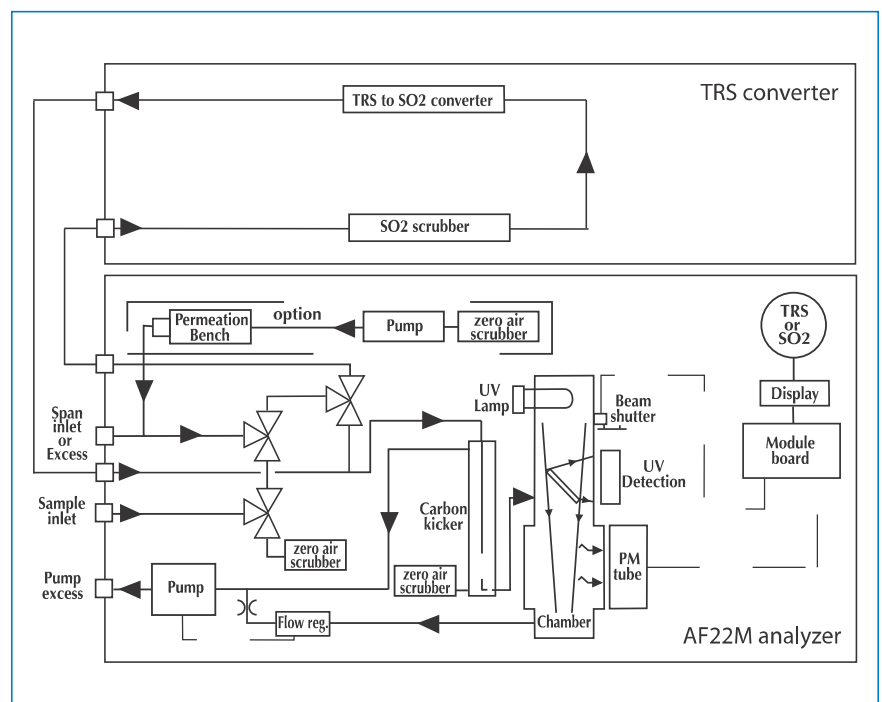 TRS converter
TRS to SO2 converter
SO2 scrubber
option
Permeation
Bench
Pump
zero air
scrubber
TRS
or
SO2
Display
Module
board
UV
Lamp
Beam
shutter
UV
Detection
Span
inlet
or
Excess
Sample
inlet
Carbon
kicker
zero air
scrubber
zero air
scrubber
PM
tube
Pump
excess
Pump
Flow reg.
Chamber
AF22M analyzer